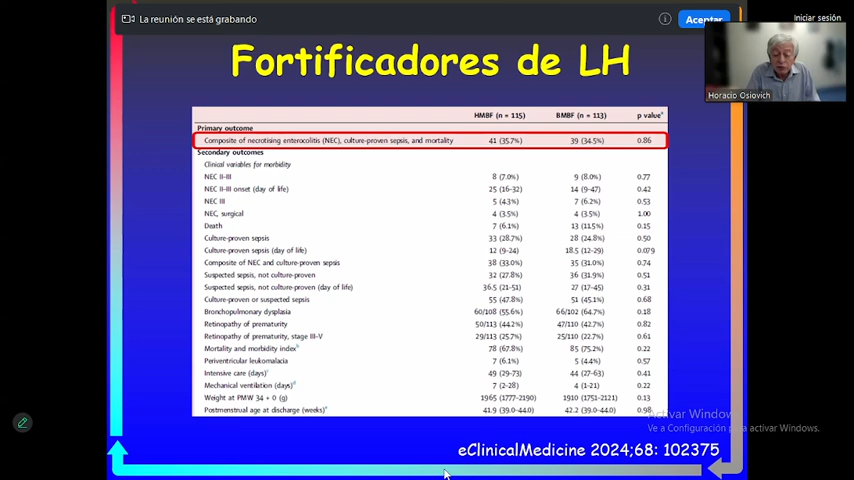 La reunión se está grabando
Aceptar
Iniciar sesión
Fortificadores de LH
Horacio Osiovich
HMBF (n = 115) BMBF (n = 113) p valueª
Primary outcome
Composite of necrotising enterocolitis (NEC), culture-proven sepsis, and mortality 41 (35.7%) 39 (34.5%) 0.86
Secondary outcomes
Clinical variables for morbidity
NEC II-III 8 (7.0%) 9 (8.0%) 0.77
NEC II-III onset (day of life) 25 (16–32) 14 (9–47) 0.42
NEC III 5 (4.3%) 7 (6.2%) 0.53
NEC, surgical 4 (3.5%) 4 (3.5%) 1.00
Death 7 (6.1%) 13 (11.5%) 0.15
Culture-proven sepsis 33 (28.7%) 28 (24.8%) 0.50
Culture-proven sepsis (day of life) 12 (9–24) 18.5 (12–29) 0.079
Composite of NEC and culture-proven sepsis 38 (33.0%) 35 (31.0%) 0.74
Suspected sepsis, not culture-proven 32 (27.8%) 36 (31.9%) 0.51
Suspected sepsis, not culture-proven (day of life) 36.5 (21–51) 27 (17–45) 0.31
Culture-proven or suspected sepsis 55 (47.8%) 51 (45.1%) 0.68
Bronchopulmonary dysplasia 60/108 (55.6%) 66/102 (64.7%) 0.18
Retinopathy of prematurity 50/113 (44.2%) 47/110 (42.7%) 0.82
Retinopathy of prematurity, stage III–V 29/113 (25.7%) 25/110 (22.7%) 0.61
Mortality and morbidity indexᵇ 78 (67.8%) 85 (75.2%) 0.22
Periventricular leukomalacia 7 (6.1%) 5 (4.4%) 0.57
Intensive care (days)ᶜ 49 (29–73) 44 (27–63) 0.41
Mechanical ventilation (days)ᵈ 7 (2–28) 4 (1–21) 0.22
Weight at PMW 34 + 0 (g) 1965 (1777–2190) 1910 (1751–2121) 0.13
Postmenstrual age at discharge (weeks)ᵉ 41.9 (39.0–44.0) 42.2 (39.0–44.0) 0.98
Activar Windows
Ve a Configuración para activar Windows.
eClinicalMedicine 2024;68: 102375